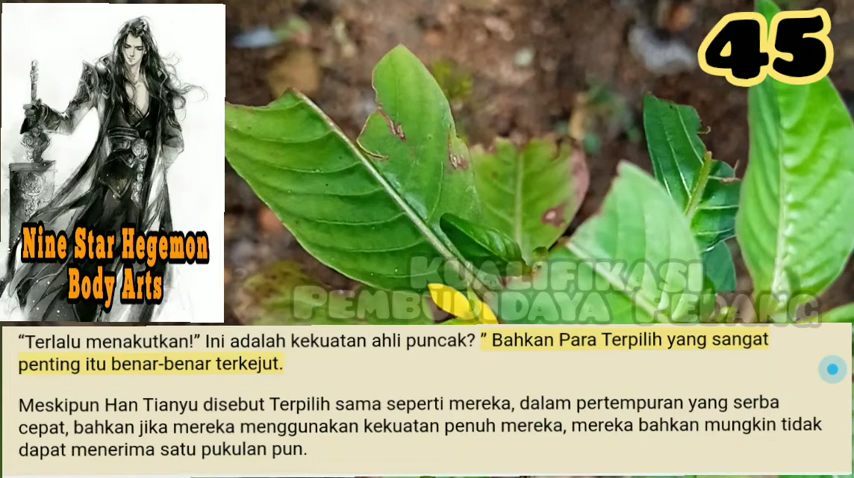 45
Nine Star Hegemon
Body Arts
Kualifikasi
Pembudidaya Pedang
“Terlalu menakutkan!” Ini adalah kekuatan ahli puncak? ” Bahkan Para Terpilih yang sangat
penting itu benar-benar terkejut.
Meskipun Han Tianyu disebut Terpilih sama seperti mereka, dalam pertempuran yang serba
cepat, bahkan jika mereka menggunakan kekuatan penuh mereka, mereka bahkan mungkin tidak
dapat menerima satu pukulan pun.